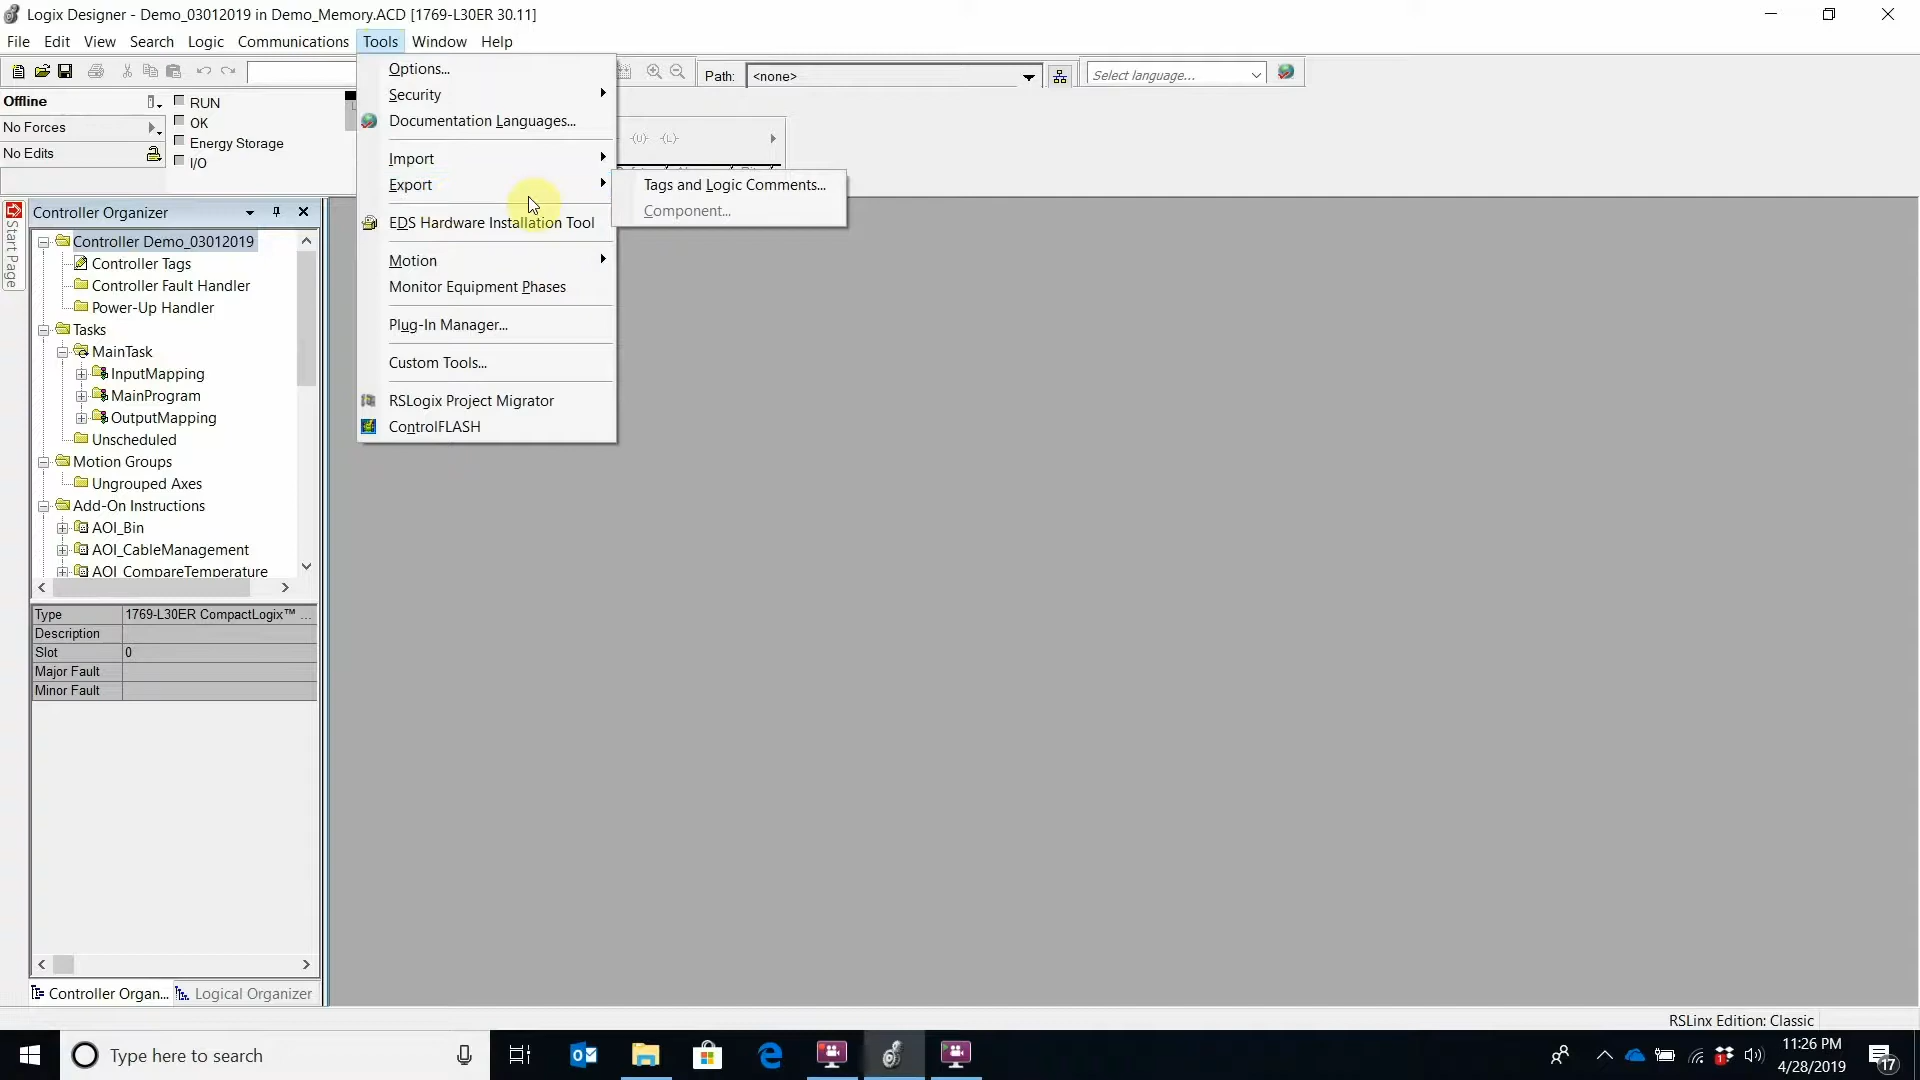 Logix Designer - Demo_03012019 in Demo_Memory.ACD [1769-L30ER 30.11]
File Edit View Search Logic Communications Tools Window Help
Path: <none>
Select language...
Offline
RUN
No Forces
OK
No Edits
Energy Storage
I/O
Options...
Security
Documentation Languages...
Import
Export
EDS Hardware Installation Tool
Motion
Monitor Equipment Phases
Plug-In Manager...
Custom Tools...
RSLogix Project Migrator
ControlFLASH
Tags and Logic Comments...
Component...
Start Page
Controller Organizer
Controller Demo_03012019
Controller Tags
Controller Fault Handler
Power-Up Handler
Tasks
MainTask
InputMapping
MainProgram
OutputMapping
Unscheduled
Motion Groups
Ungrouped Axes
Add-On Instructions
AOI_Bin
AOI_CableManagement
AOI_CompareTemperature
Type 1769-L30ER CompactLogix™ ...
Description
Slot 0
Major Fault
Minor Fault
Controller Organ... Logical Organizer
RSLinx Edition: Classic
Type here to search
11:26 PM
4/28/2019
17